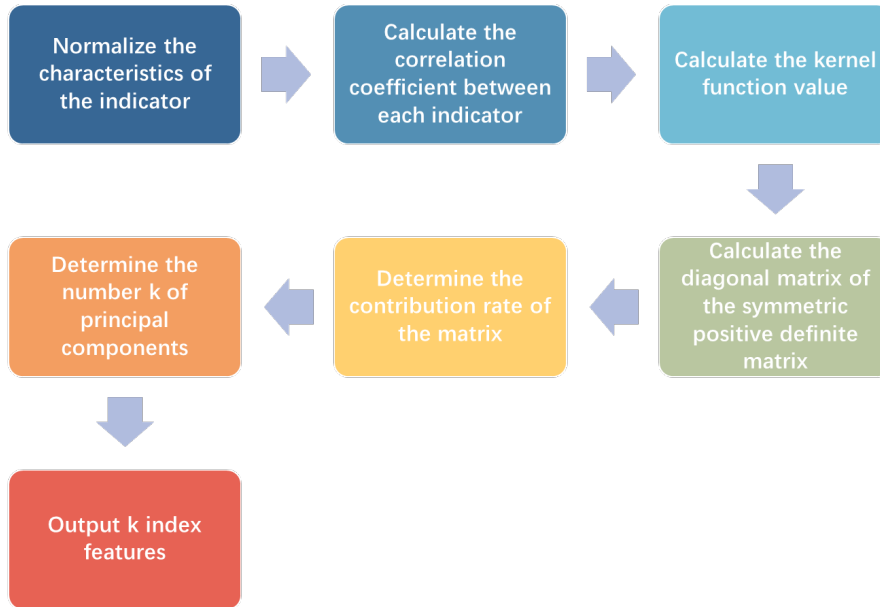 Normalize the
characteristics of
the indicator
Calculate the
correlation
coefficient between
each indicator
Calculate the kernel
function value
Calculate the
diagonal matrix of
the symmetric
positive definite
matrix
Determine the
contribution rate of
the matrix
Determine the
number k of
principal
components
Output k index
features